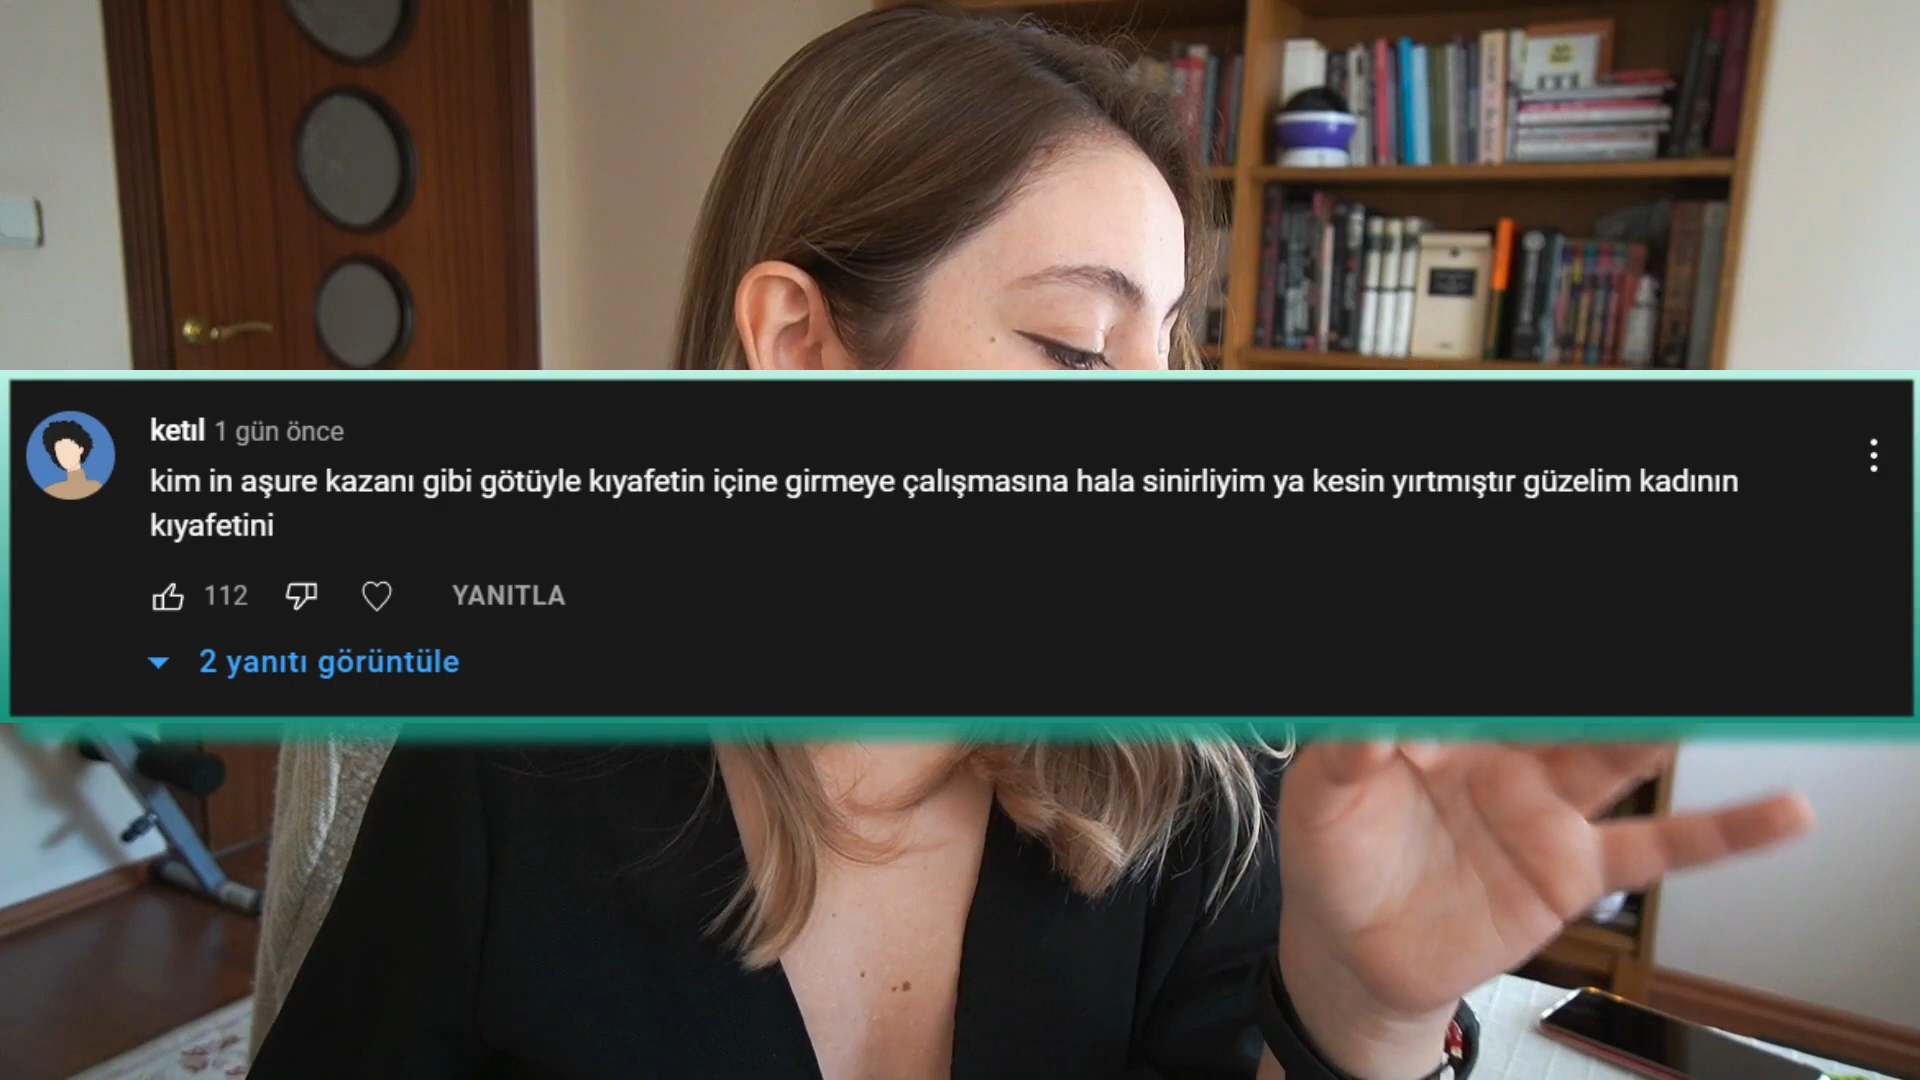 ketıl 1 gün önce
kim in aşure kazanı gibi götüyle kıyafetin içine girmeye çalışmasına hala sinirliyim ya kesin yırtmıştır güzelim kadının
kıyafetini
112 YANITLA
2 yanıtı görüntüle